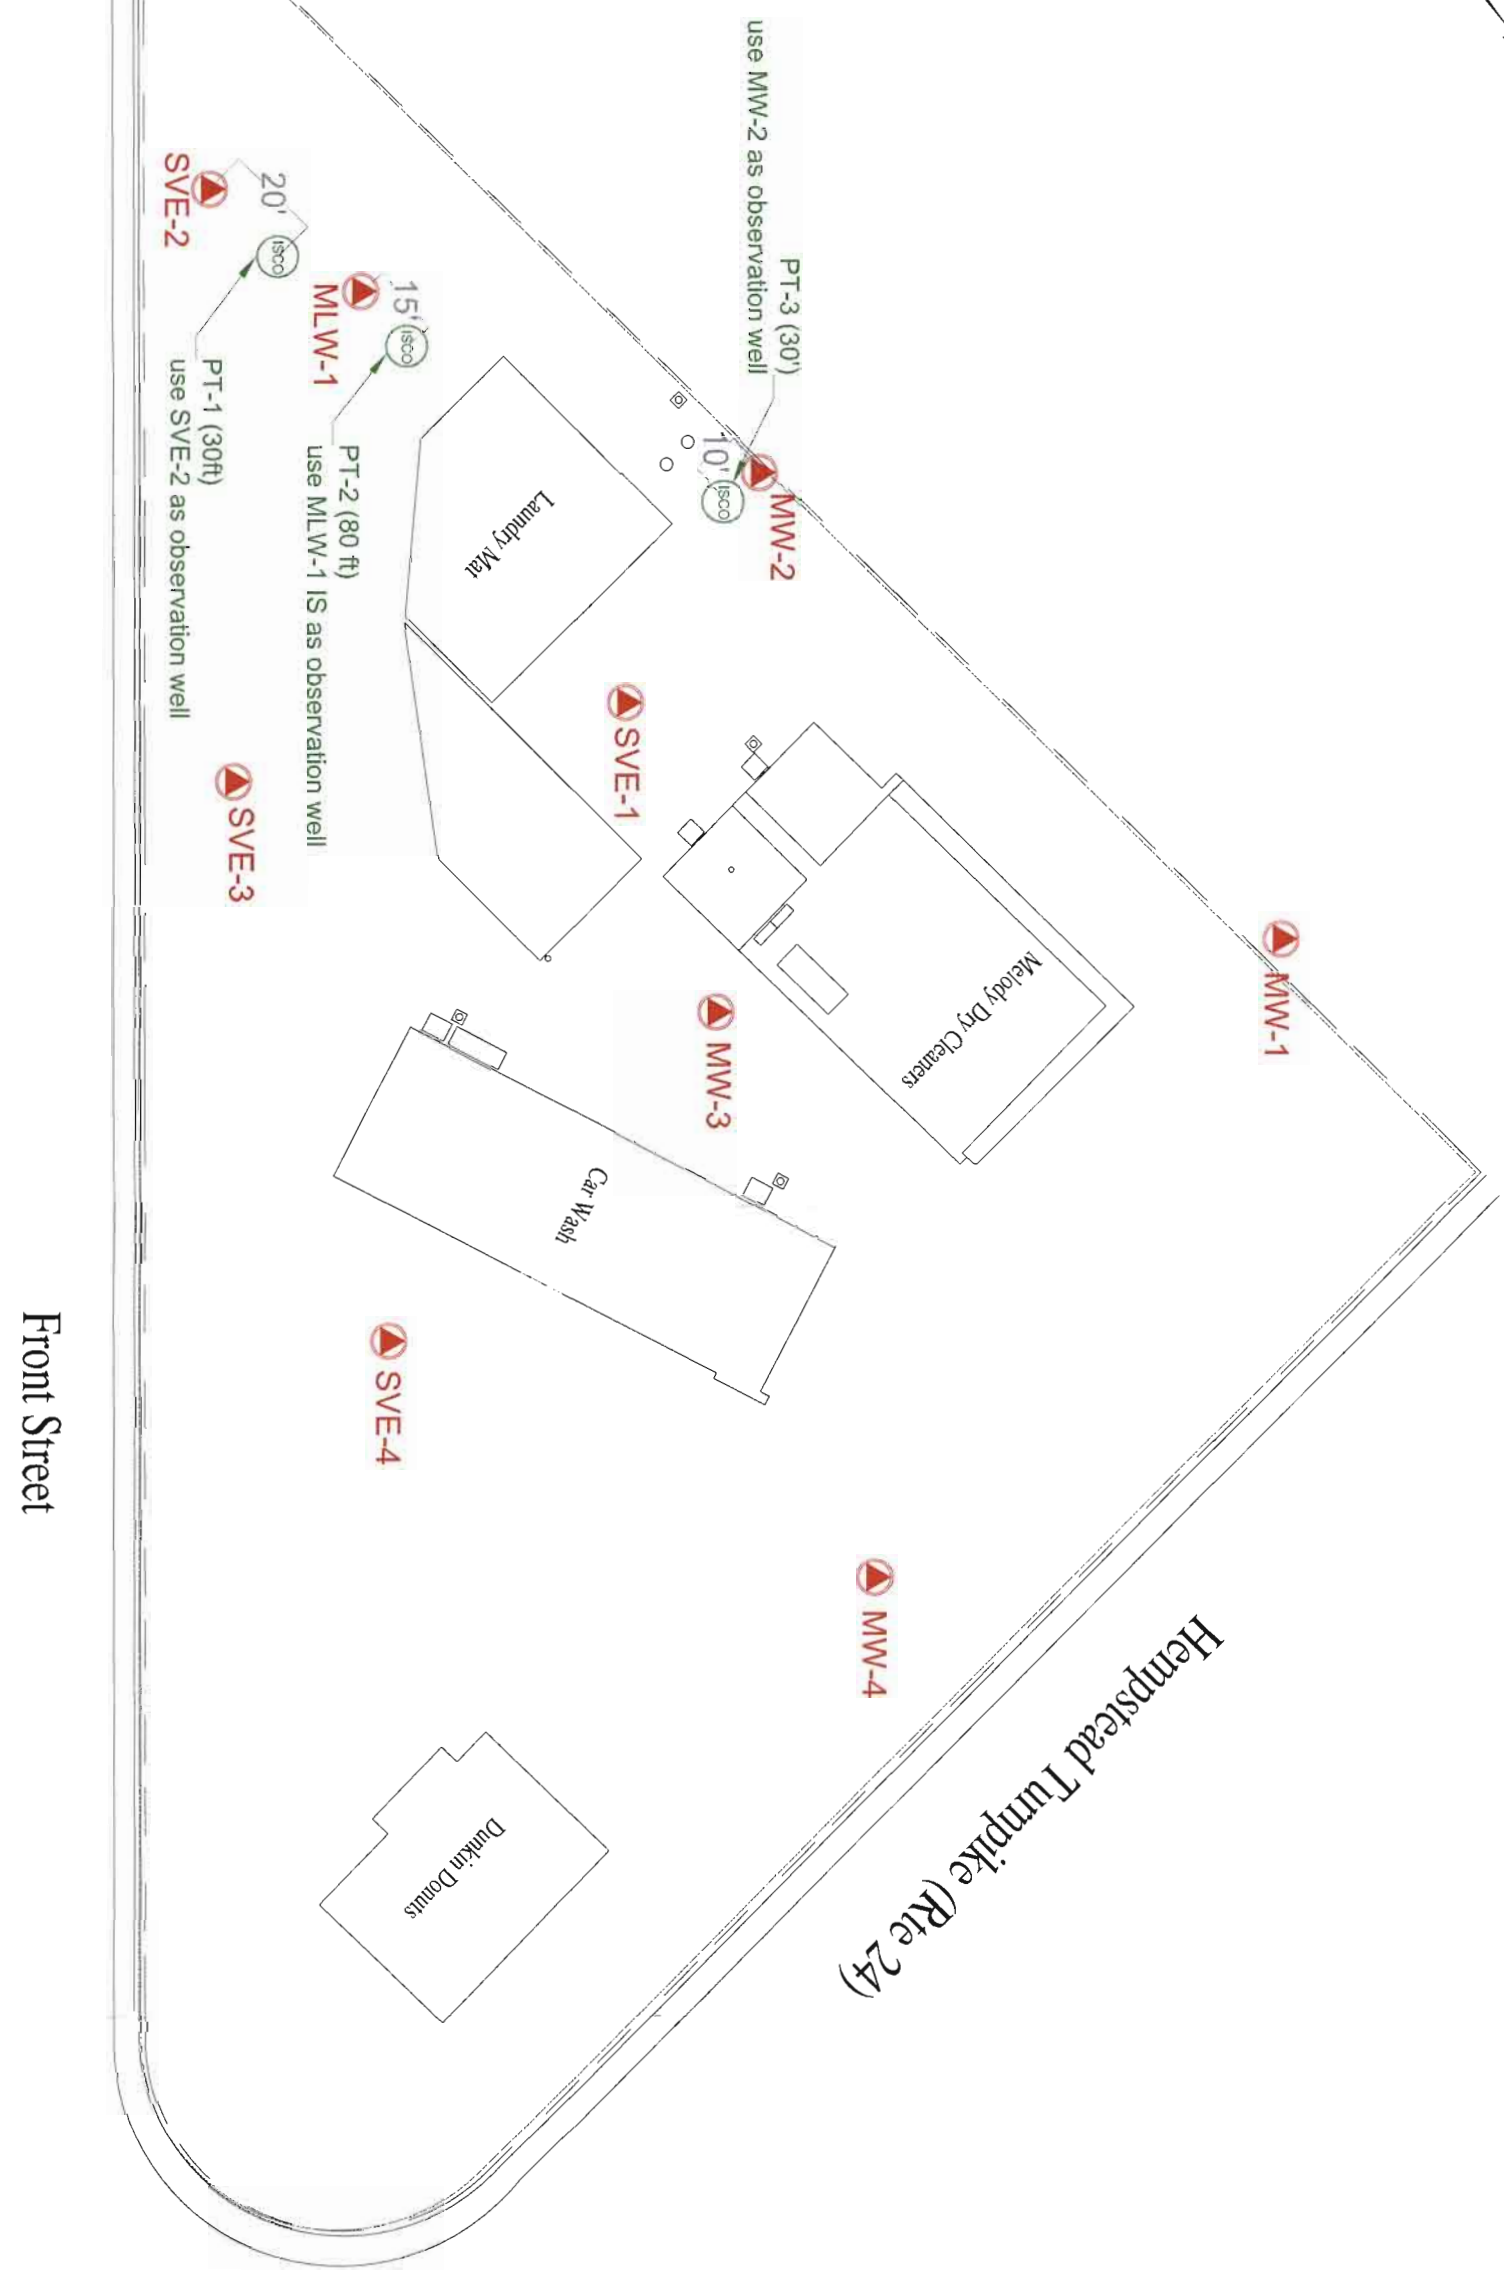 PT-3 (30')
use MW-2 as observation well
10'
ISCO
MW-2
MW-1
20'
ISCO
SVE-2
15'
ISCO
MLW-1
PT-1 (30ft)
use SVE-2 as observation well
PT-2 (80 ft)
use MLW-1 IS as observation well
Laundry Mat
SVE-1
SVE-3
Melody Dry Cleaners
MW-3
Car Wash
SVE-4
MW-4
Dunkin Donuts
Hempstead Turnpike (Rte 24)
Front Street